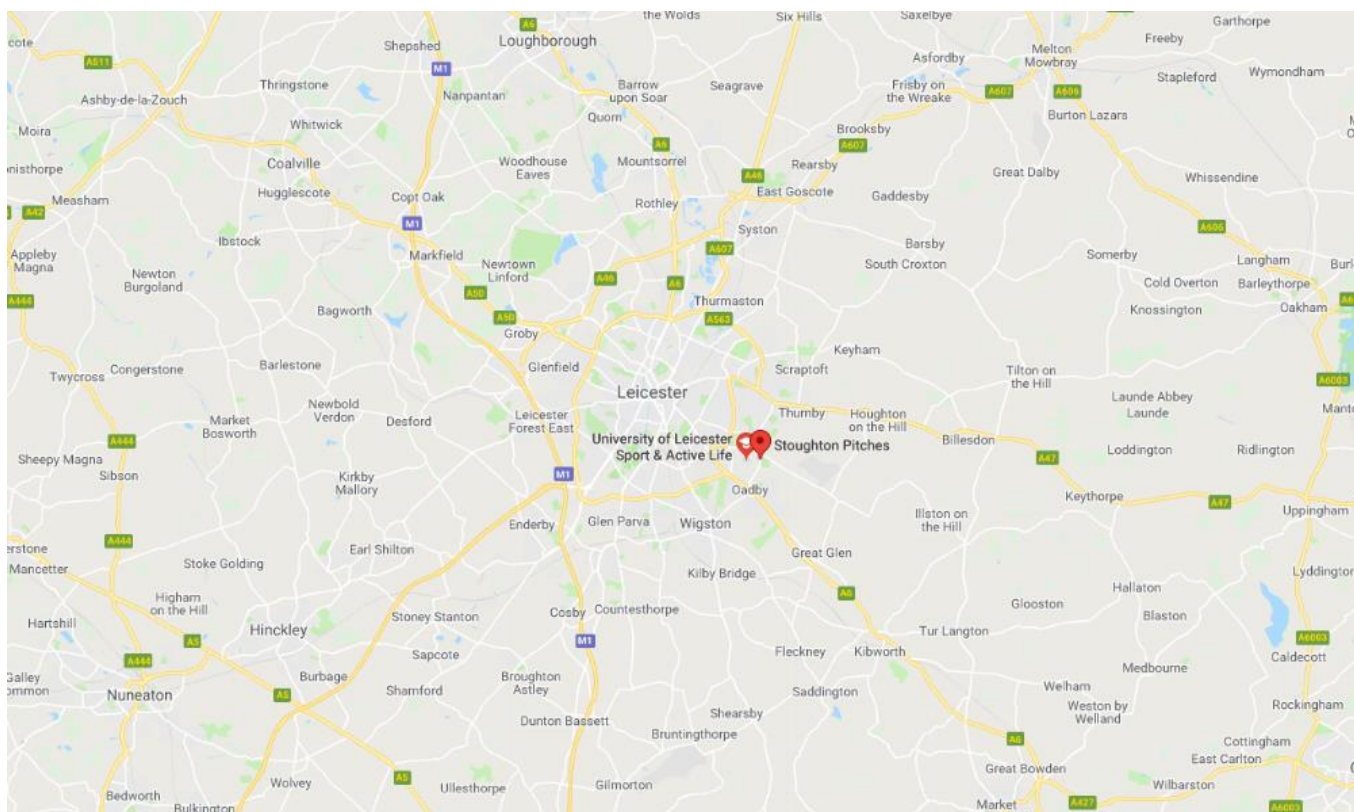 the Wolds
Six Hills
Saxelbye
Garthorpe
cote
A6
Loughborough
Shepshed
Freeby
A511
M1
Asfordby
Melton
Mowbray
Wymondham
Thringstone
Barrow
upon Soar
Seagrave
Frisby on
the Wreake
Stapleford
Ashby-de-la-Zouch
Nanpantan
A607
A606
Quorn
Burton Lazars
Moira
Whitwick
Brooksby
A6
A607
Coalville
Woodhouse
Eaves
Mountsorrel
Rearsby
onisthorpe
Great Dalby
A46
Whissendine
Hugglescote
Copt Oak
East Goscote
Gaddesby
Measham
Rothley
A42
M1
Syston
A606
Ibstock
Barsby
Appleby
Magna
Markfield
A607
Somerby
Langham
Newton
Burgoland
Newtown
Linford
A46
A6
South Croxton
Cold Overton
Barleythorpe
A444
A50
Thurmaston
Knossington
Oakham
Bagworth
A50
A563
Groby
Keyham
Barlestone
Glenfield
Scraptoft
Tilton on
the Hill
Twycross
Congerstone
A6003
Leicester
Launde Abbey
Launde
Newbold
Verdon
Market
Bosworth
Desford
Leicester
Forest East
Thurnby
Houghton
on the Hill
A444
University of Leicester
Sport & Active Life
Stoughton Pitches
Billesdon
Loddington
Ridlington
Sheepy Magna
A47
Sibson
Kirkby
Mallory
M1
Oadby
Keythorpe
A47
Uppingham
Enderby
Glen Parva
Wigston
Illston on
the Hill
A444
Earl Shilton
Great Glen
erstone
Mancetter
Stoke Golding
Kilby Bridge
Lyddington
Higham
on the Hill
A6
Hallaton
Hartshill
Cosby
Countesthorpe
Glooston
Blaston
Stoney Stanton
Hinckley
Tur Langton
A5
M1
A6003
A444
Sapcote
Fleckney
Kibworth
Caldecott
Galley
ommon
Burbage
Medbourne
Nuneaton
A5
Sharnford
Broughton
Astley
Saddington
Welham
Rockingham
Dunton Bassett
Shearsby
Weston by
Welland
Bruntingthorpe
A6
Cottingham
Great Bowden
East Carlton
Wolvey
A5
Ullesthorpe
Gilmorton
Wilbarston
Bedworth
Market
A427
A6003
Bulkington